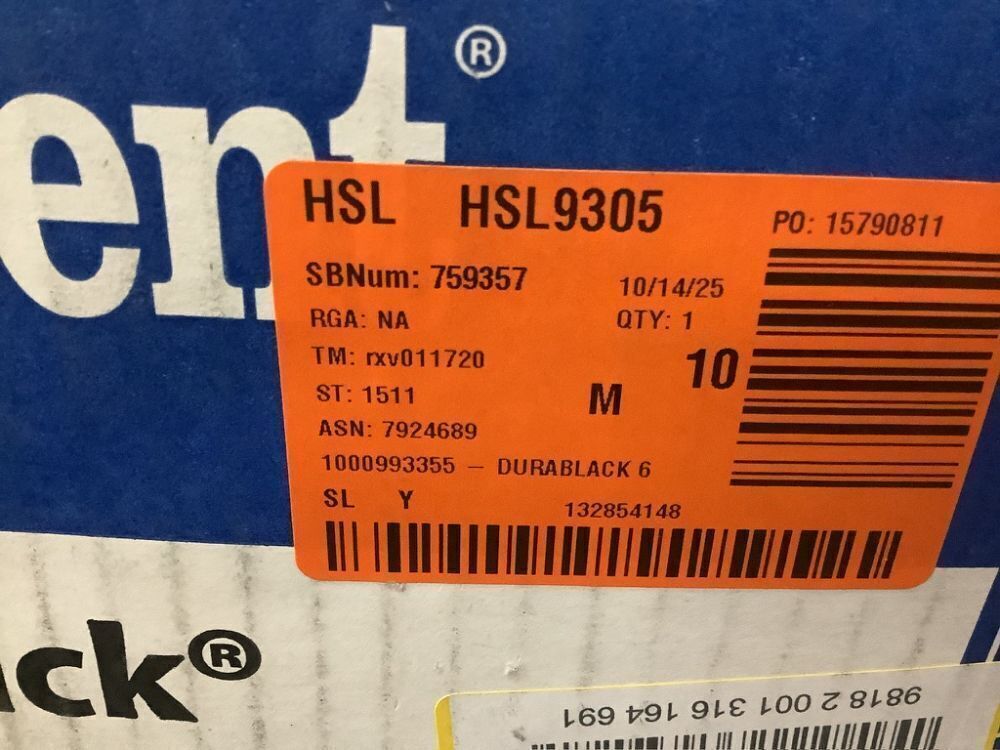 ent®
HSL HSL9305
PO: 15790811
SBNum: 759357 10/14/25
RGA: NA QTY: 1
TM: rxv011720
10
ST: 1511 M
ASN: 7924689
1000993355 – DURABLACK 6
SL Y 132854148
ck®
9818 2 001 316 164 691